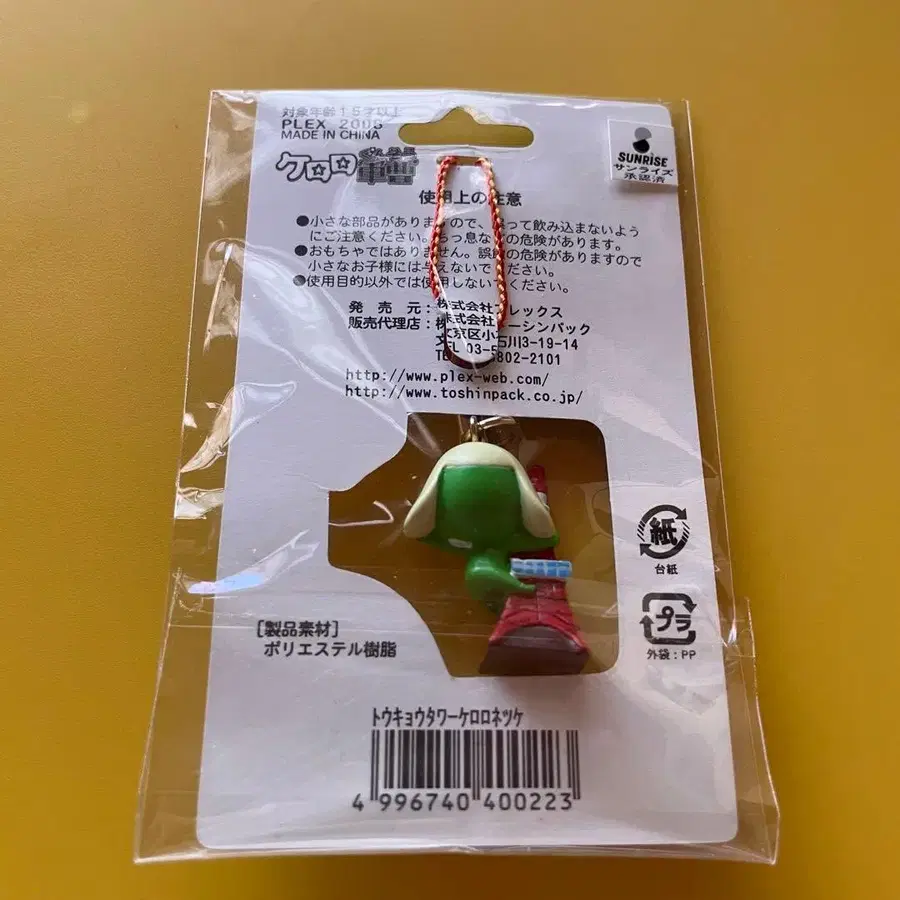 対象年齢15才以上
PLEX 200
MADE IN CHINA
ケロロ軍曹
SUNRISE
サンライズ
承認済
使用上の注意
●小さな部品がありますので、って飲み込まないよう
にご注意ください。ちっ息などの危険があります。
●おもちゃではありません。誤飲の危険がありますので
小さなお子様には与えないでください。
●使用目的以外では使用しないでください。
発 売 元：株式会社プレックス
販売代理店：株式会社トーシンパック
文京区小石川3-19-14
TEL 03-5802-2101
http://www.plex-web.com/
http://www.toshinpack.co.jp/
紙
台紙
プラ
外袋：PP
［製品素材］
ポリエステル樹脂
トウキョウタワーケロロネツケ
4 996740 400223